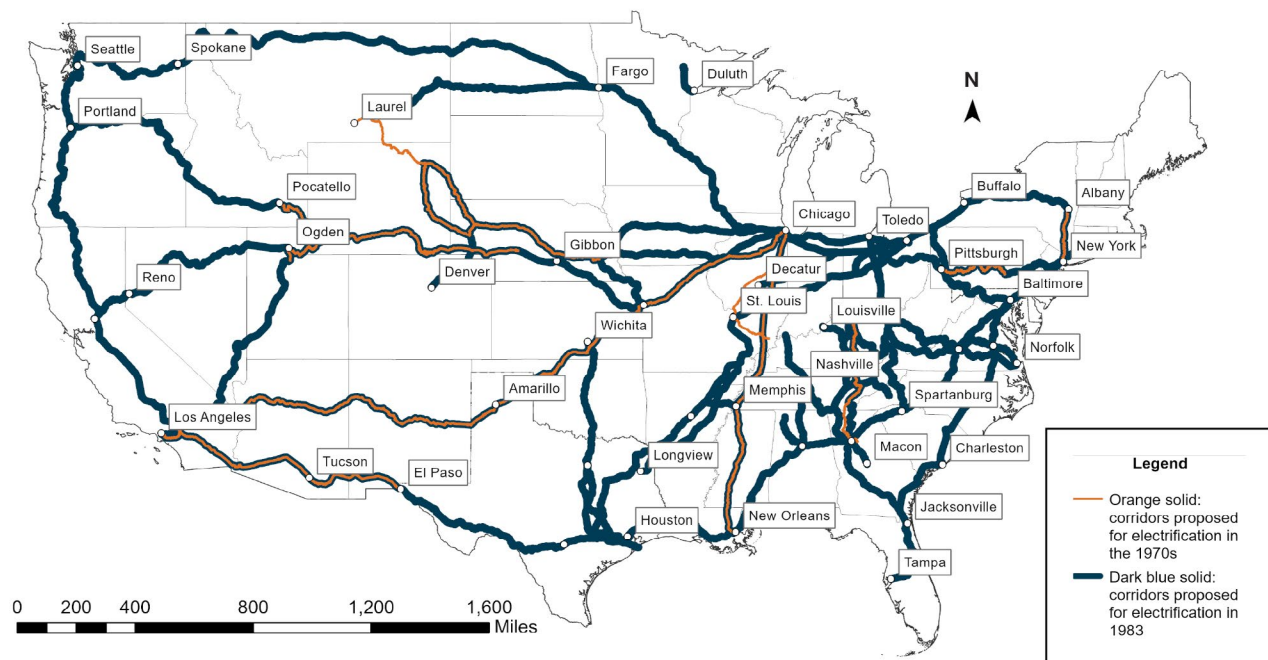 Seattle
Spokane
Fargo
Duluth
N
Laurel
Portland
Pocatello
Buffalo
Albany
Chicago
Toledo
Ogden
Gibbon
Pittsburgh
New York
Denver
Decatur
Reno
Baltimore
St. Louis
Louisville
Wichita
Norfolk
Nashville
Amarillo
Memphis
Spartanburg
Los Angeles
Macon
Charleston
Longview
Tucson
El Paso
Legend
Orange solid:
corridors proposed
for electrification in
the 1970s
Jacksonville
Houston
New Orleans
Tampa
Dark blue solid:
corridors proposed
for electrification in
1983
0 200 400 800 1,200 1,600
Miles